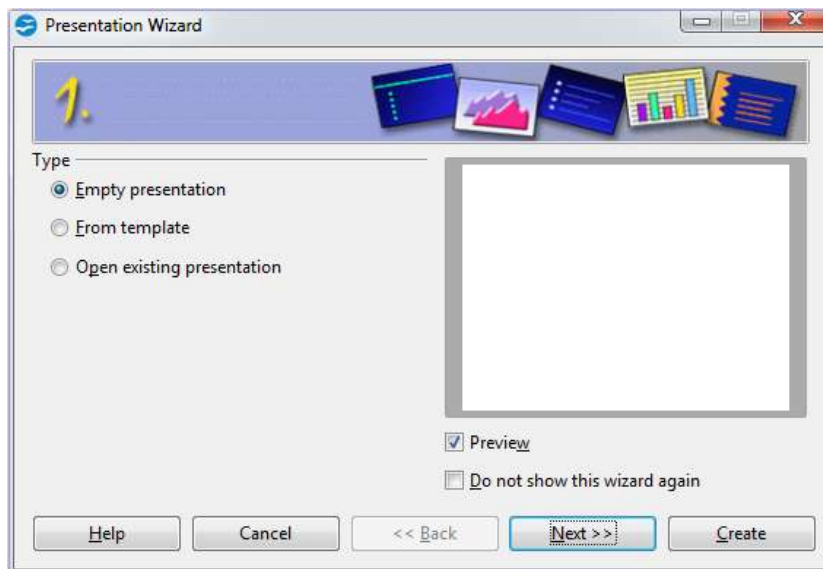 Presentation Wizard
1.
Type
Empty presentation
From template
Open existing presentation
Preview
Do not show this wizard again
Help
Cancel
<< Back
Next >>
Create